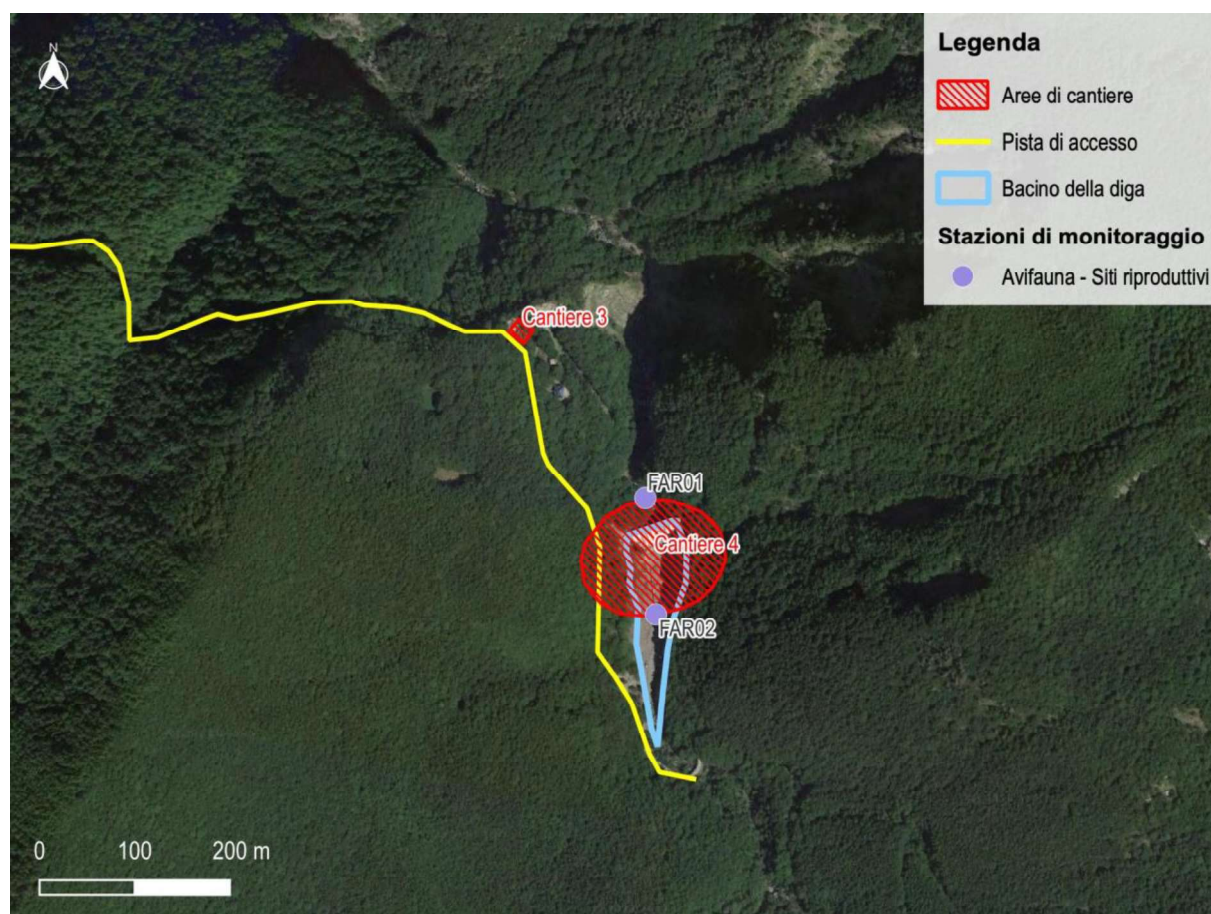 N
Legenda
Aree di cantiere
Pista di accesso
Bacino della diga
Stazioni di monitoraggio
Avifauna - Siti riproduttivi
Cantiere 3
FAR01
Cantiere 4
FAR02
0 100 200 m